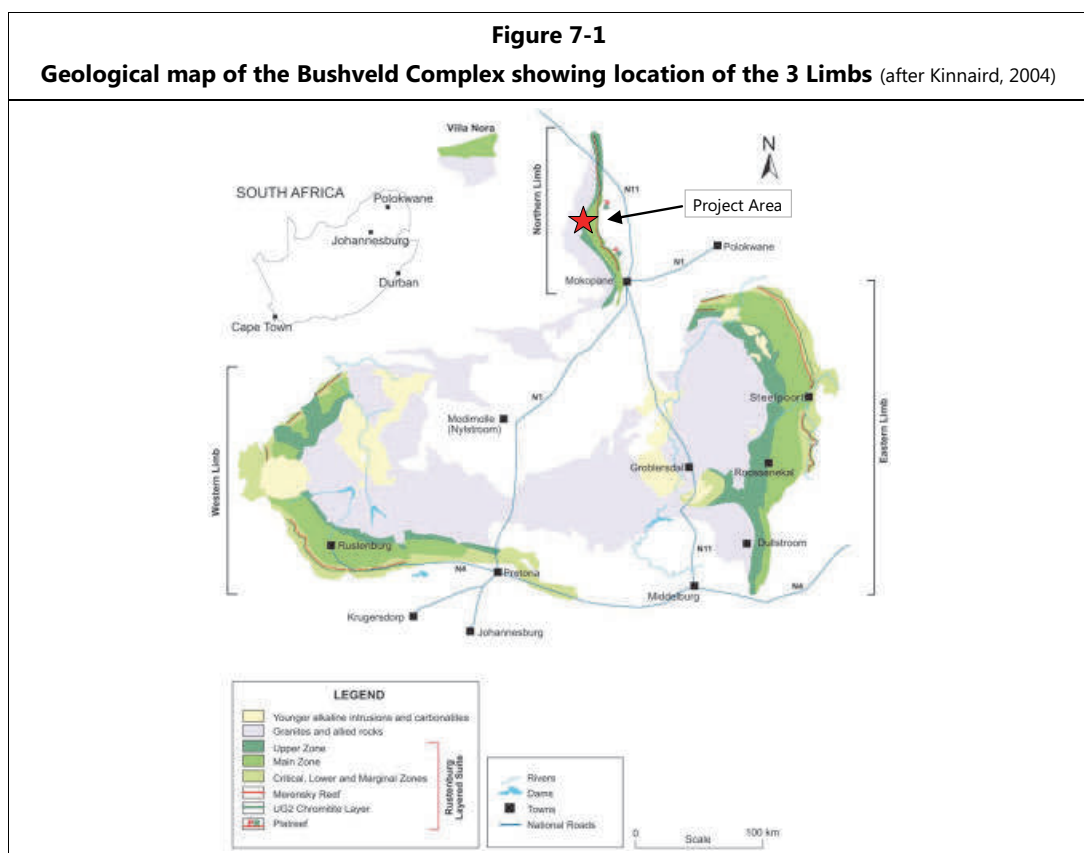 Figure 7-1
Geological map of the Bushveld Complex showing location of the 3 Limbs (after Kinnaird, 2004)
Villa Nora
N
SOUTH AFRICA
Polokwane
Johannesburg
Durban
Cape Town
Northern Limb
N11
Project Area
Polokwane
N1
Mokopane
Western Limb
Eastern Limb
N1
Modimolle
(Nylstroom)
Steelpoort
Groblersdal
Roossenekal
Rustenburg
N4
Pretoria
N11
Dullstroom
Middelburg
N4
Krugersdorp
Johannesburg
LEGEND
Younger alkaline intrusions and carbonatites
Granites and allied rocks
Upper Zone
Main Zone
Critical, Lower and Marginal Zones
Merensky Reef
UG2 Chromitite Layer
Platreef
Rustenburg
Layered Suite
Rivers
Dams
Towns
National Roads
0 100 km
Scale